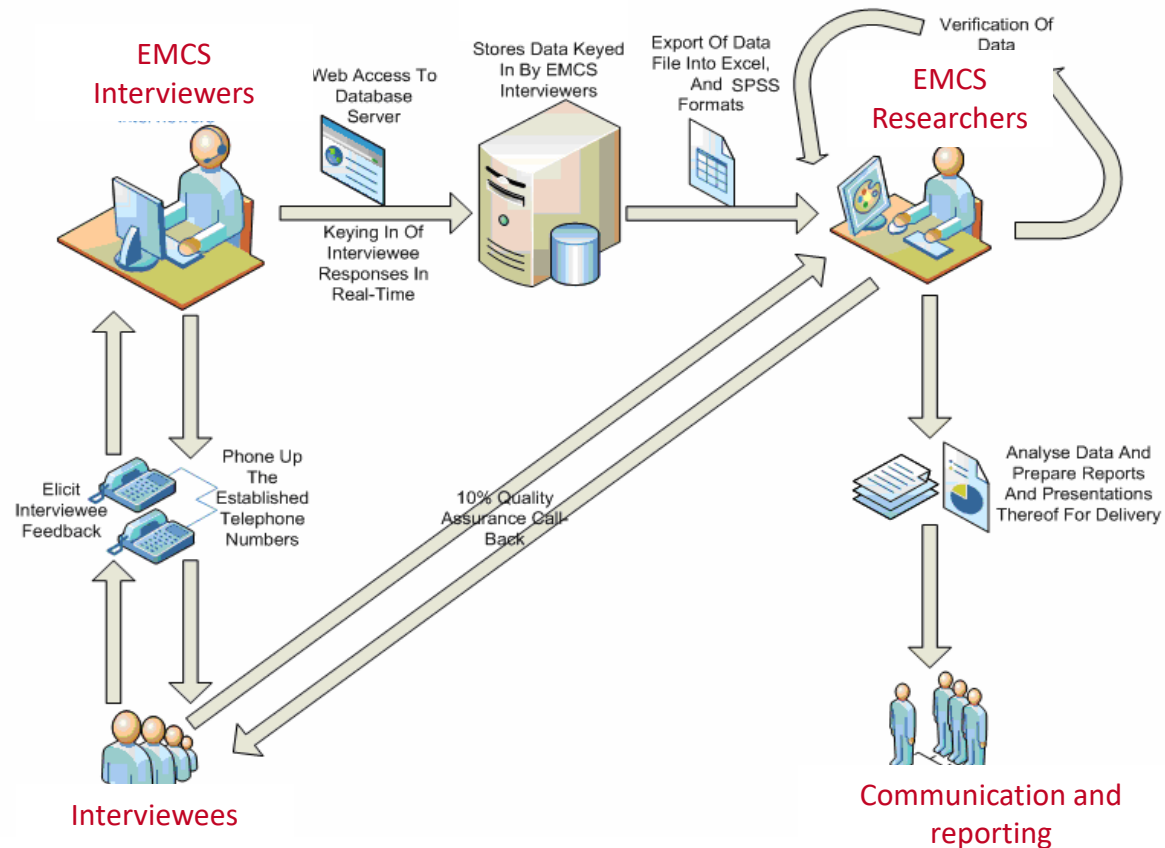 EMCS
Interviewers
Web Access To
Database
Server
Keying In Of
Interviewee
Responses In
Real-Time
Stores Data Keyed
In By EMCS
Interviewers
Export Of Data
File Into Excel,
And SPSS
Formats
Verification Of
Data
EMCS
Researchers
Elicit
Interviewee
Feedback
Phone Up
The
Established
Telephone
Numbers
10% Quality
Assurance Call-
Back
Analyse Data And
Prepare Reports
And Presentations
Thereof For Delivery
Interviewees
Communication and
reporting